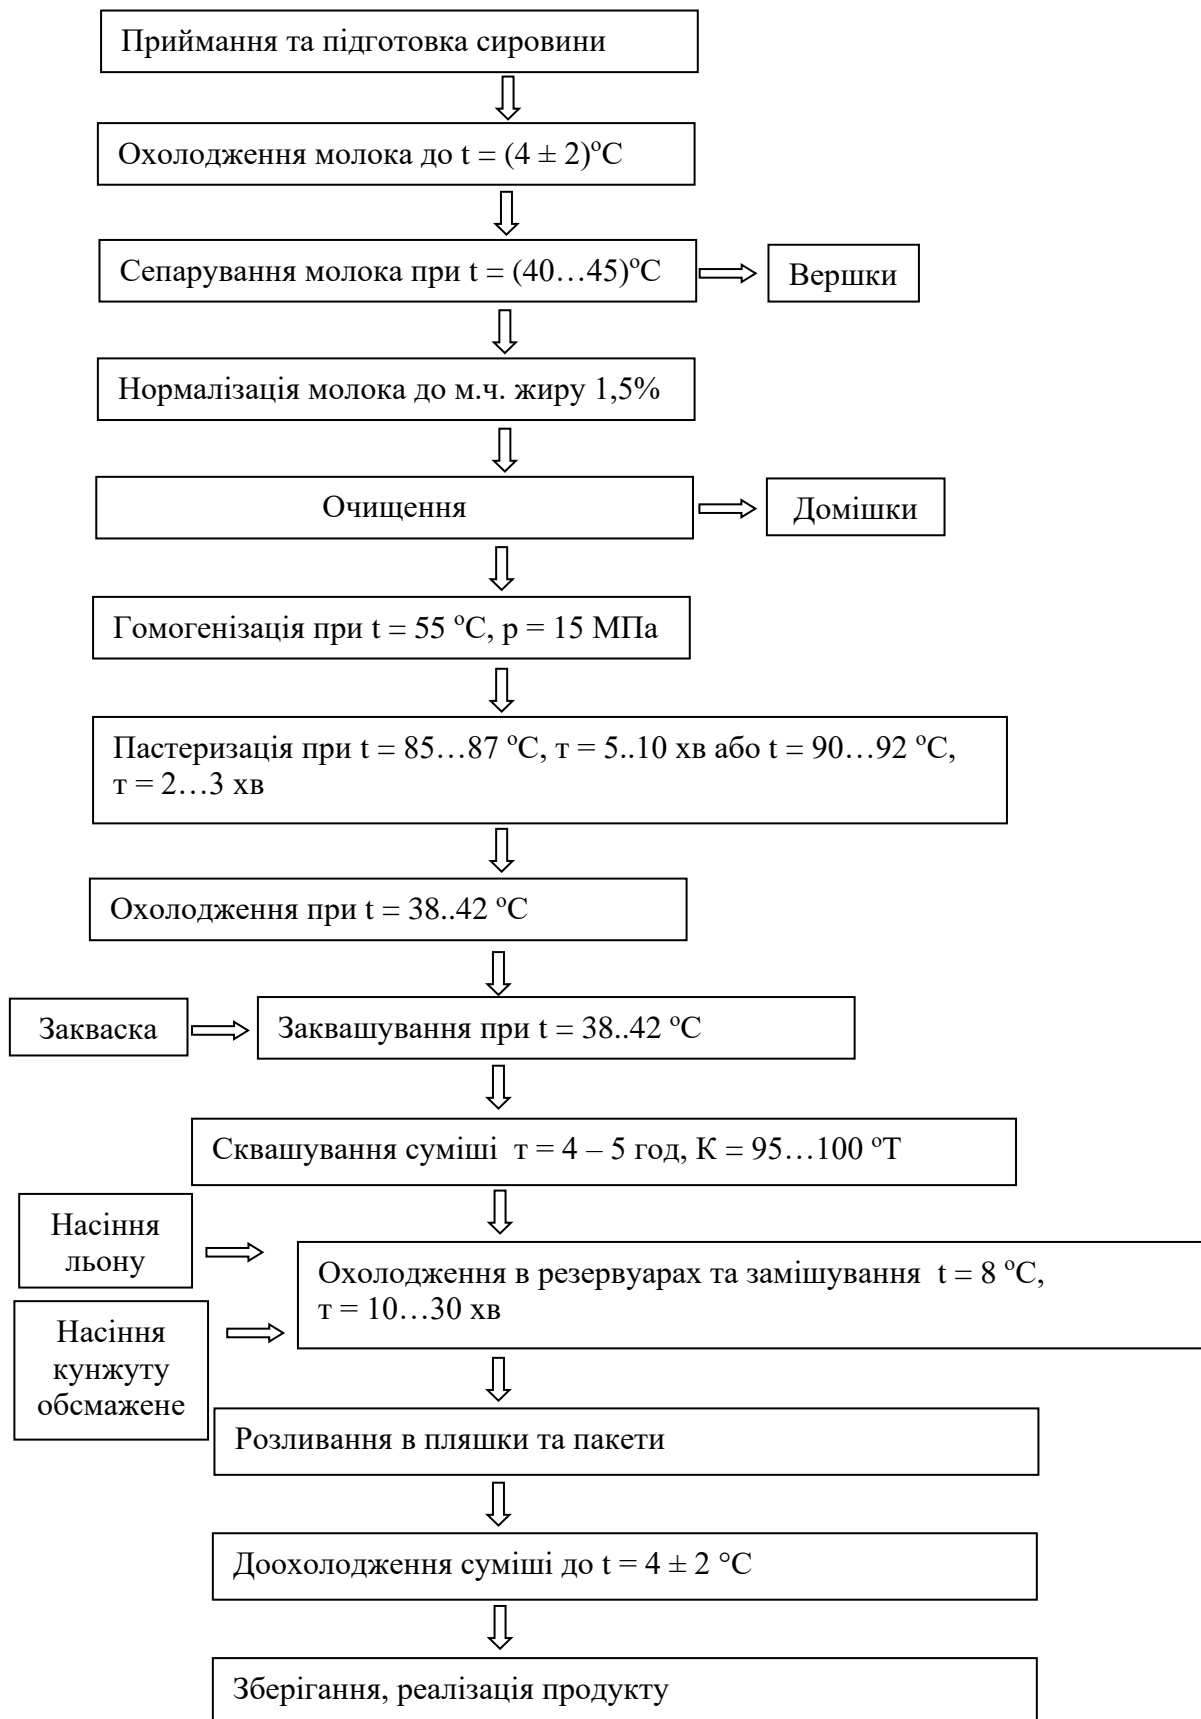 Приймання та підготовка сировини
Охолодження молока до t = (4 ± 2)ºС
Сепарування молока при t = (40…45)ºС
Вершки
Нормалізація молока до м.ч. жиру 1,5%
Очищення
Домішки
Гомогенізація при t = 55 ºС, р = 15 МПа
Пастеризація при t = 85…87 ºС, τ = 5..10 хв або t = 90…92 ºС,
τ = 2…3 хв
Охолодження при t = 38..42 ºС
Закваска
Заквашування при t = 38..42 ºС
Сквашування суміші τ = 4 – 5 год, К = 95…100 ºТ
Насіння
льону
Охолодження в резервуарах та замішування t = 8 ºС,
τ = 10…30 хв
Насіння
кунжуту
обсмажене
Розливання в пляшки та пакети
Доохолодження суміші до t = 4 ± 2 °С
Зберігання, реалізація продукту